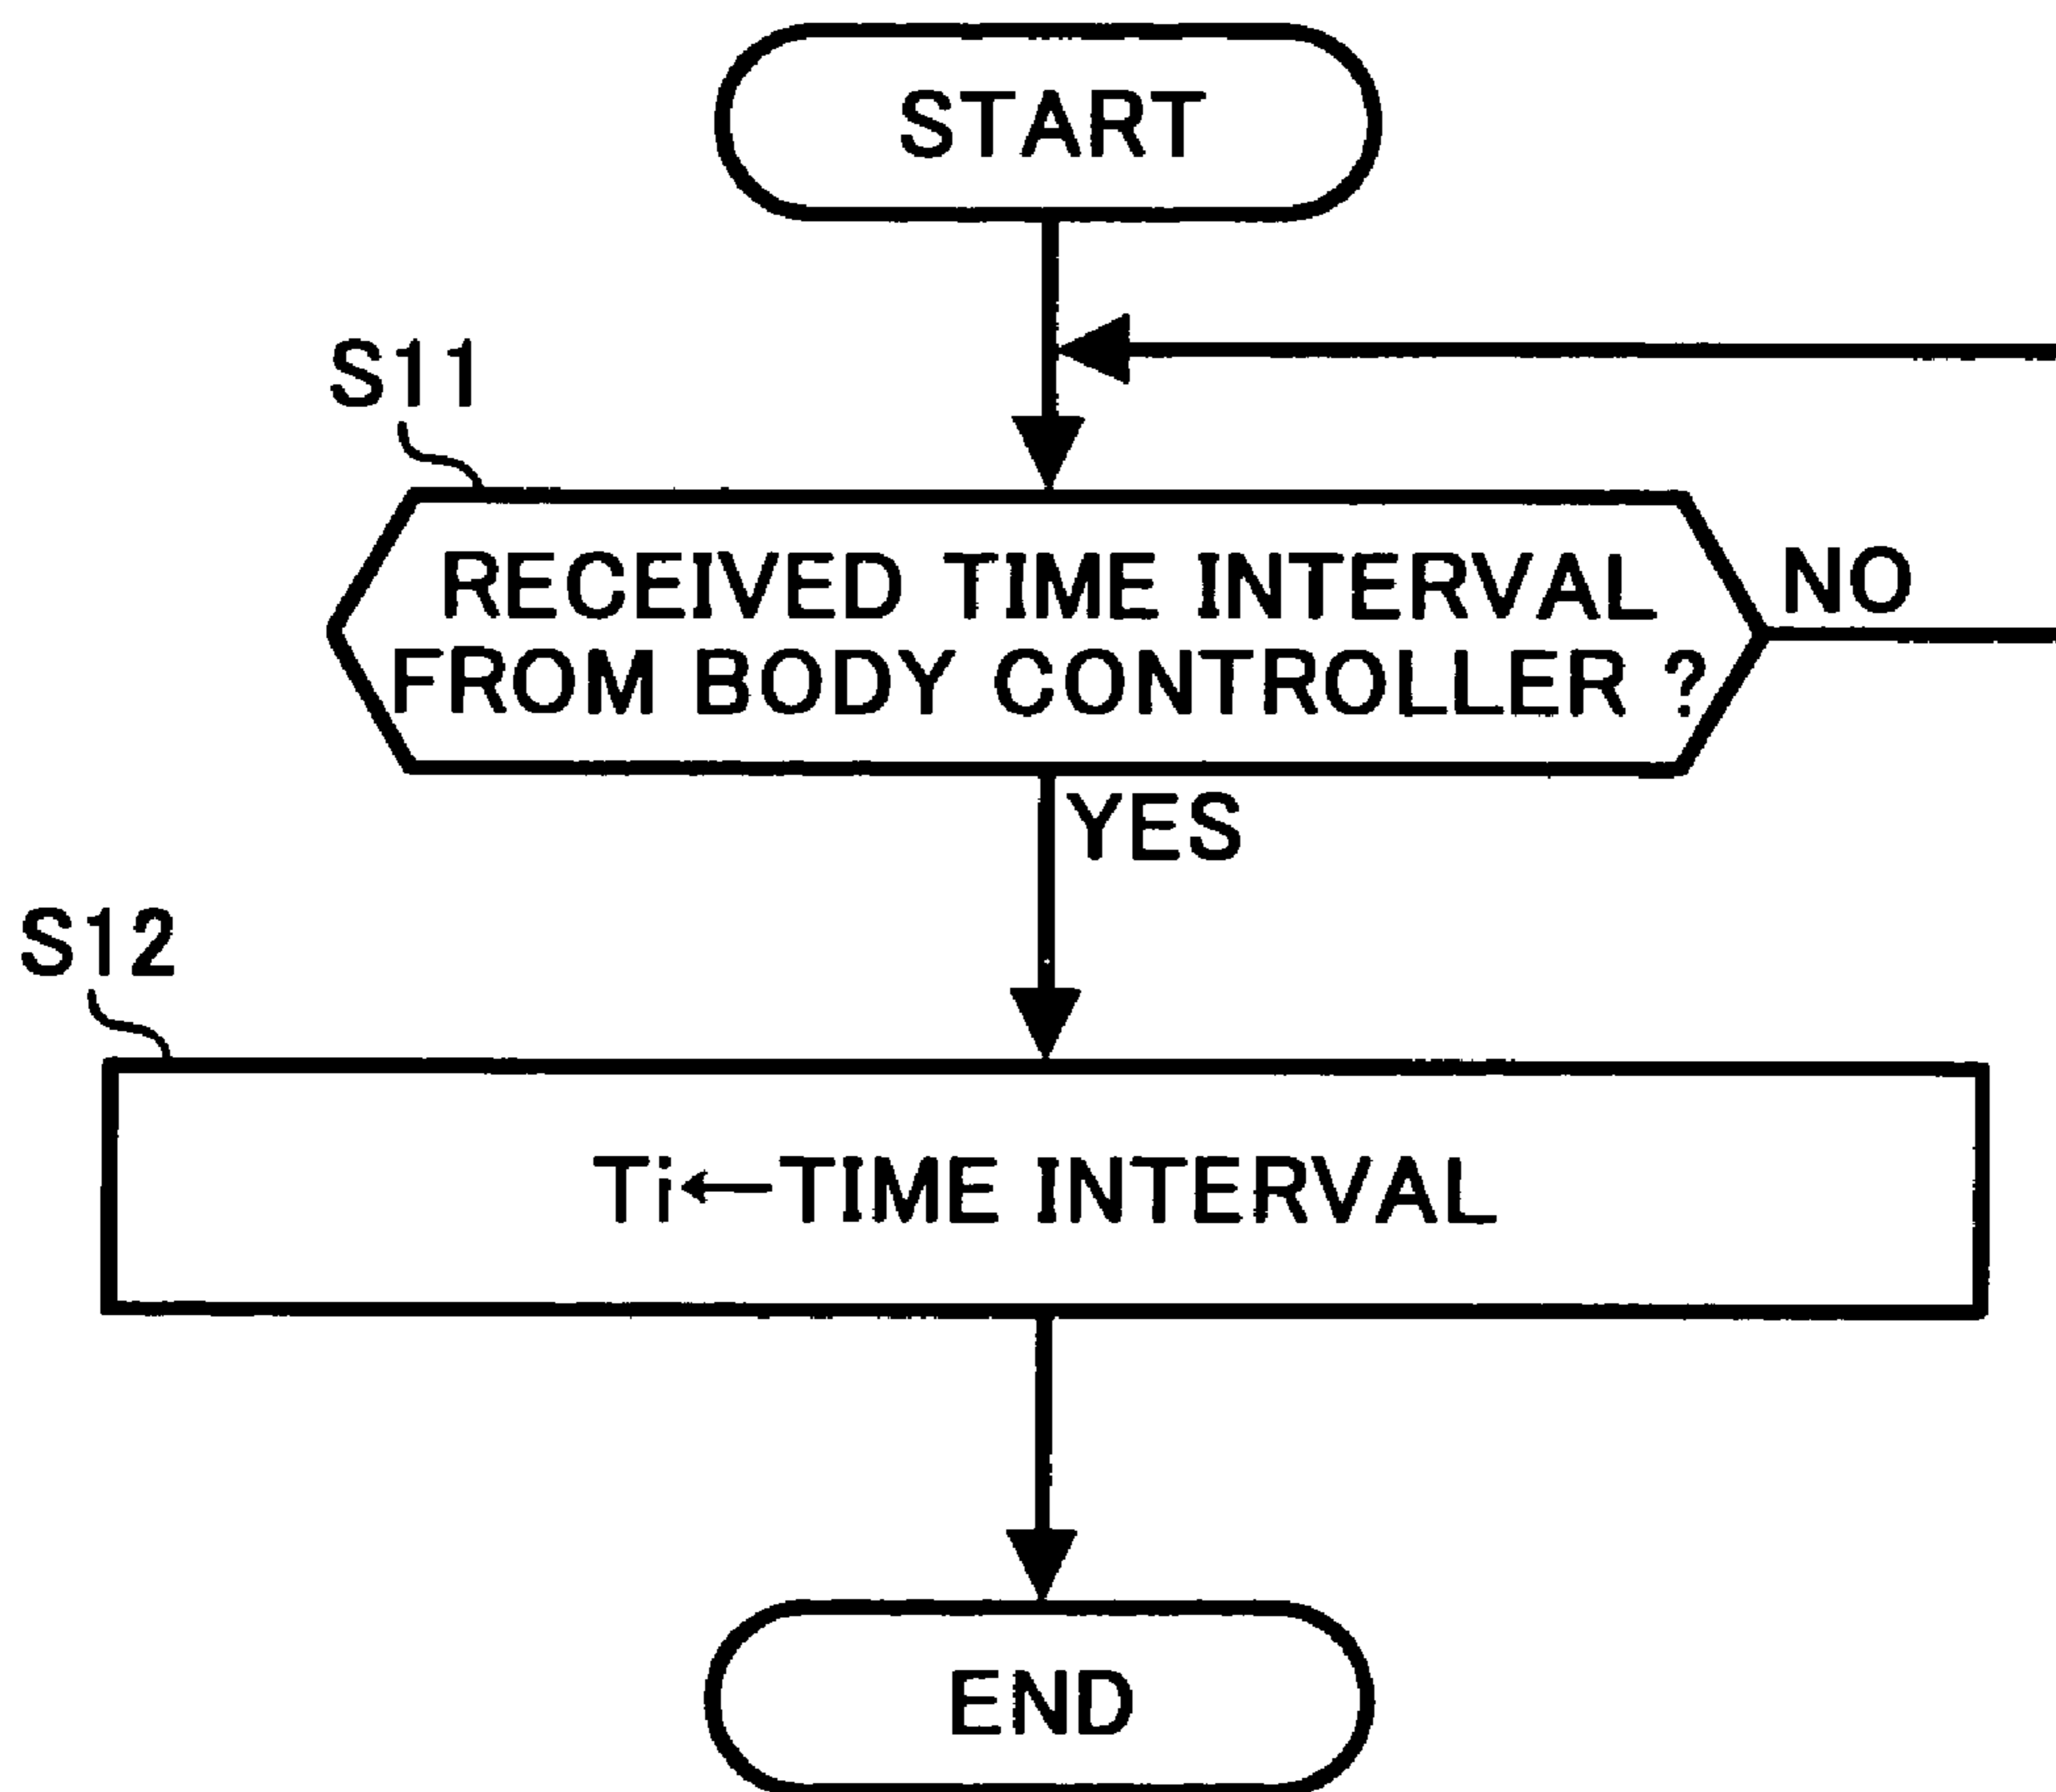 START
S11
RECEIVED TIME INTERVAL
FROM BODY CONTROLLER ?
NO
YES
S12
Ti←TIME INTERVAL
END